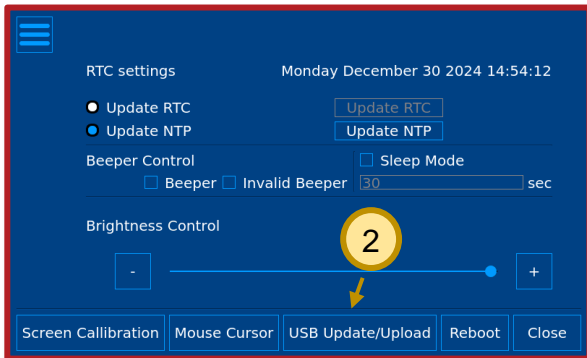 RTC settings Monday December 30 2024 14:54:12
Update RTC Update RTC
Update NTP Update NTP
Beeper Control Sleep Mode
Beeper Invalid Beeper 30 sec
Brightness Control
2
- +
Screen Callibration Mouse Cursor USB Update/Upload Reboot Close